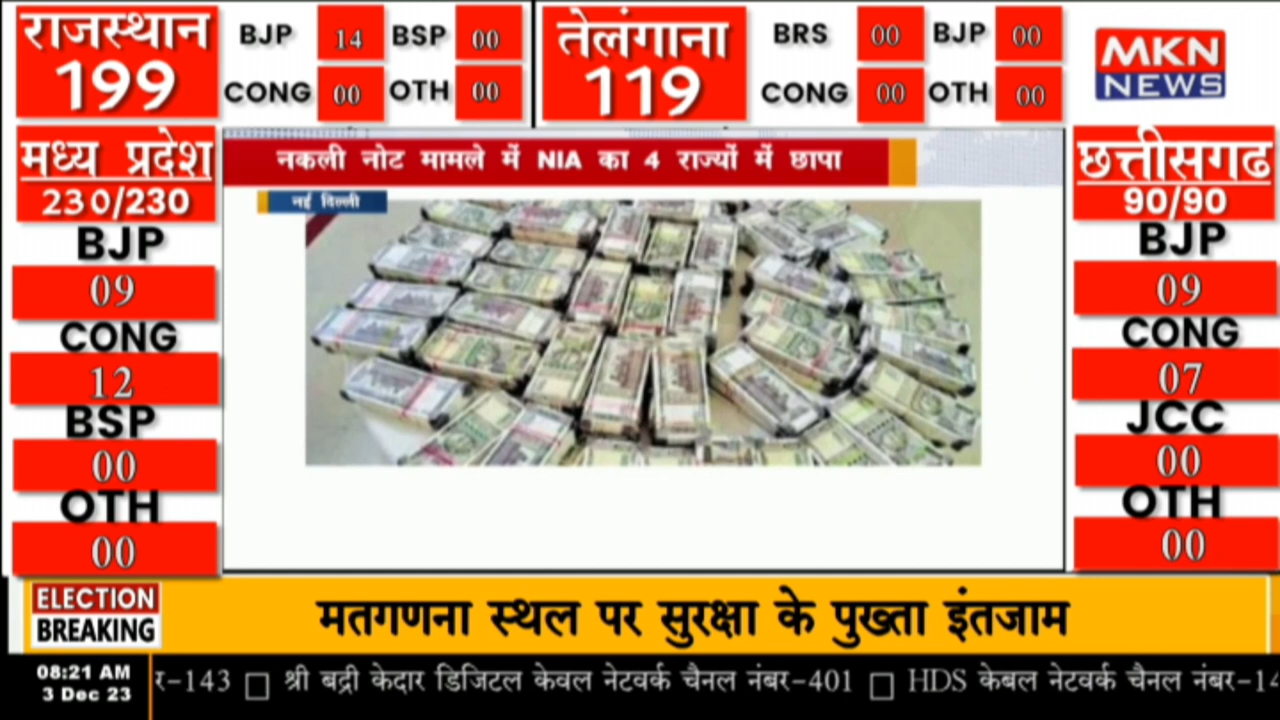 राजस्थान
199
BJP 14 BSP 00
CONG 00 OTH 00
तेलंगाना
119
BRS 00 BJP 00
CONG 00 OTH 00
MKN
NEWS
मध्य प्रदेश
230/230
BJP
09
CONG
12
BSP
00
OTH
00
नकली नोट मामले में NIA का 4 राज्यों में छापा
नई दिल्ली
छत्तीसगढ
90/90
BJP
09
CONG
07
JCC
00
OTH
00
ELECTION
BREAKING
मतगणना स्थल पर सुरक्षा के पुख्ता इंतजाम
08:21 AM
3 Dec 23
र-143 □ श्री बद्री केदार डिजिटल केवल नेटवर्क चैनल नंबर-401 □ HDS केबल नेटवर्क चैनल नंबर-14